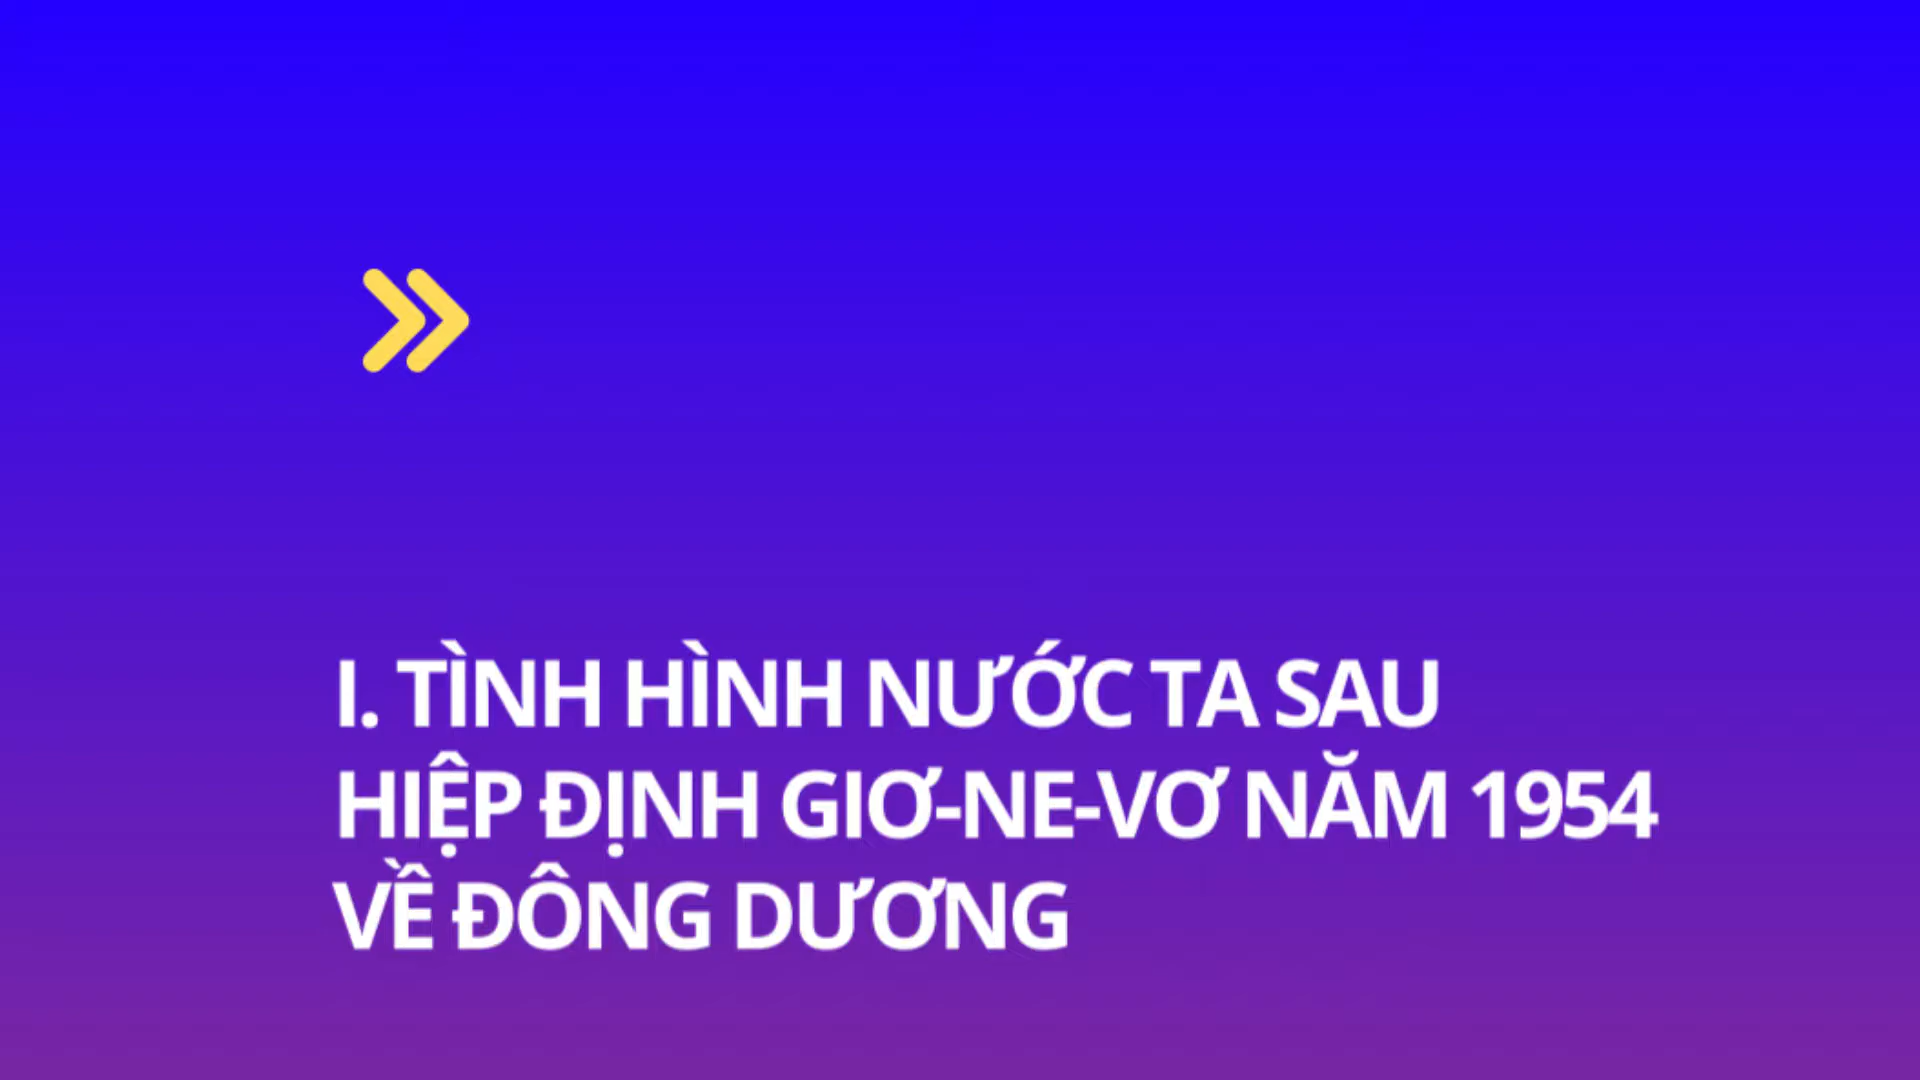 I. TÌNH HÌNH NƯỚC TA SAU
HIỆP ĐỊNH GIƠ-NE-VƠ NĂM 1954
VỀ ĐÔNG DƯƠNG